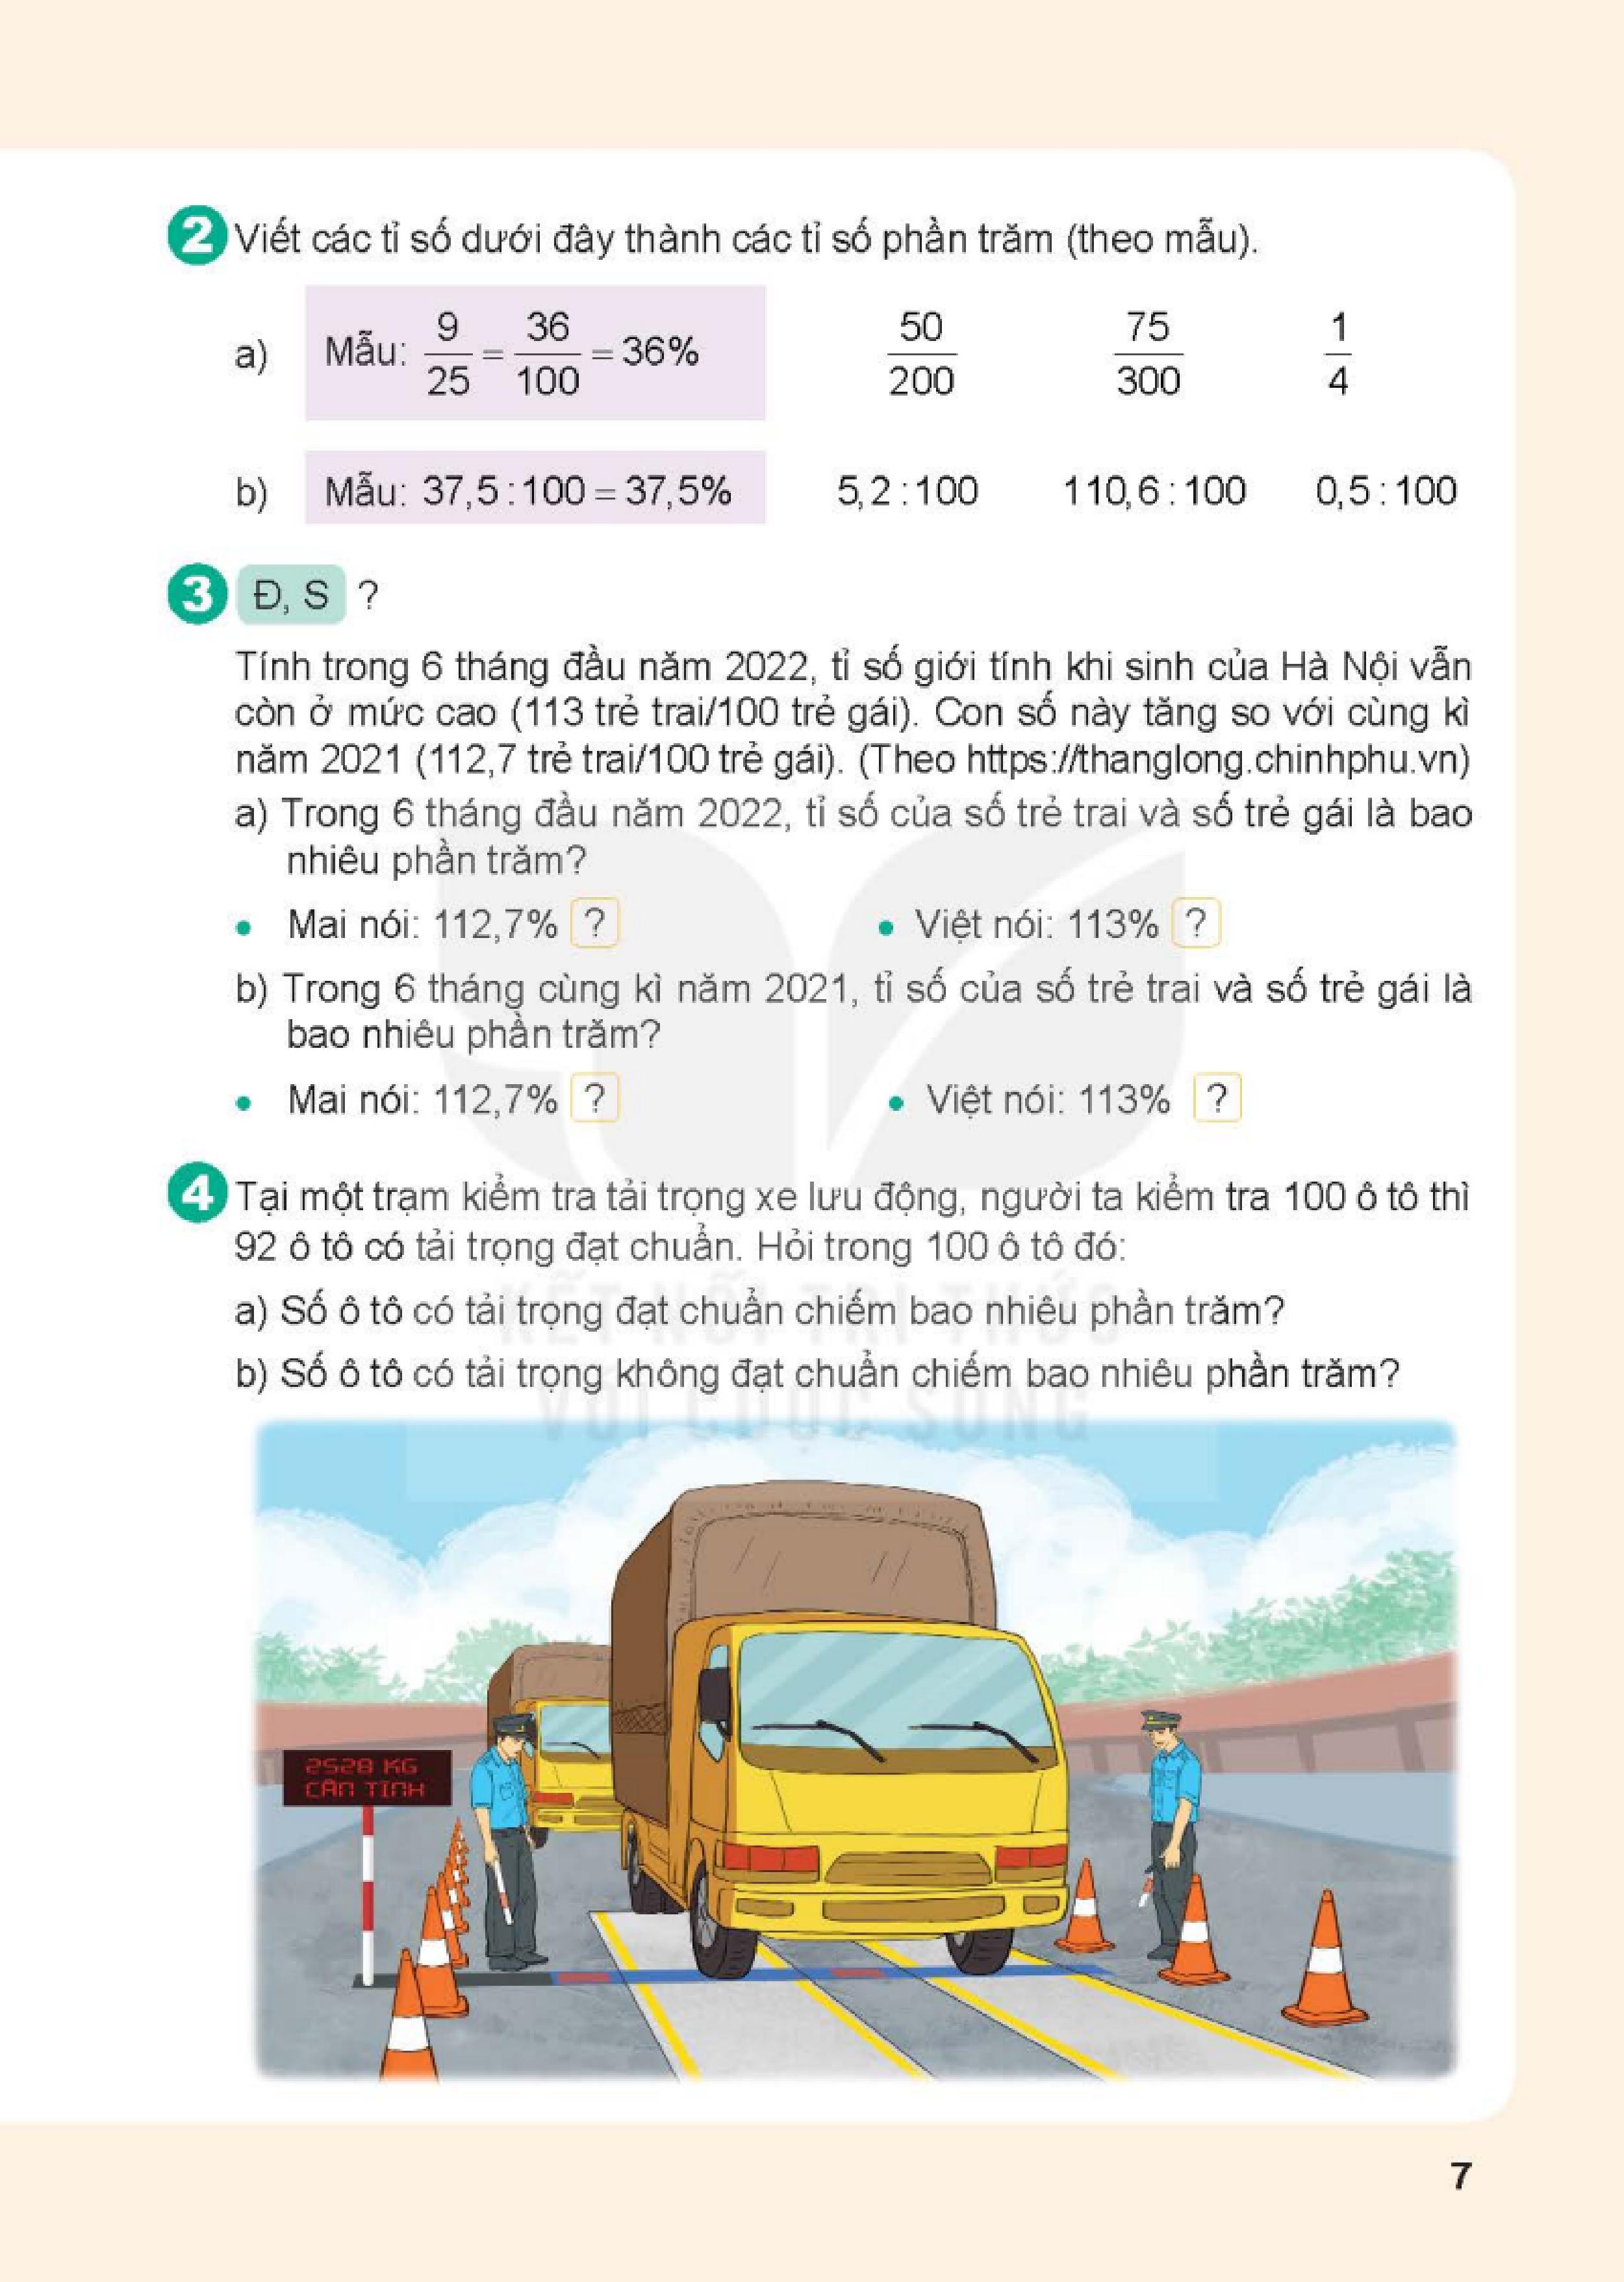 2 Viết các tỉ số dưới đây thành các tỉ số phần trăm (theo mẫu).
a) Mẫu: 9/25 = 36/100 = 36% 50/200 75/300 1/4
b) Mẫu: 37,5 : 100 = 37,5% 5,2 : 100 110,6 : 100 0,5 : 100
3 Đ, S ?
Tính trong 6 tháng đầu năm 2022, tỉ số giới tính khi sinh của Hà Nội vẫn
còn ở mức cao (113 trẻ trai/100 trẻ gái). Con số này tăng so với cùng kì
năm 2021 (112,7 trẻ trai/100 trẻ gái). (Theo https://thanglong.chinhphu.vn)
a) Trong 6 tháng đầu năm 2022, tỉ số của số trẻ trai và số trẻ gái là bao
nhiêu phần trăm?
• Mai nói: 112,7% ? • Việt nói: 113% ?
b) Trong 6 tháng cùng kì năm 2021, tỉ số của số trẻ trai và số trẻ gái là
bao nhiêu phần trăm?
• Mai nói: 112,7% ? • Việt nói: 113% ?
4 Tại một trạm kiểm tra tải trọng xe lưu động, người ta kiểm tra 100 ô tô thì
92 ô tô có tải trọng đạt chuẩn. Hỏi trong 100 ô tô đó:
a) Số ô tô có tải trọng đạt chuẩn chiếm bao nhiêu phần trăm?
KẾT NỐI TRI THỨC
b) Số ô tô có tải trọng không đạt chuẩn chiếm bao nhiêu phần trăm?
VỚI CUỘC SỐNG
2528 KG
CÂN TĨNH
7